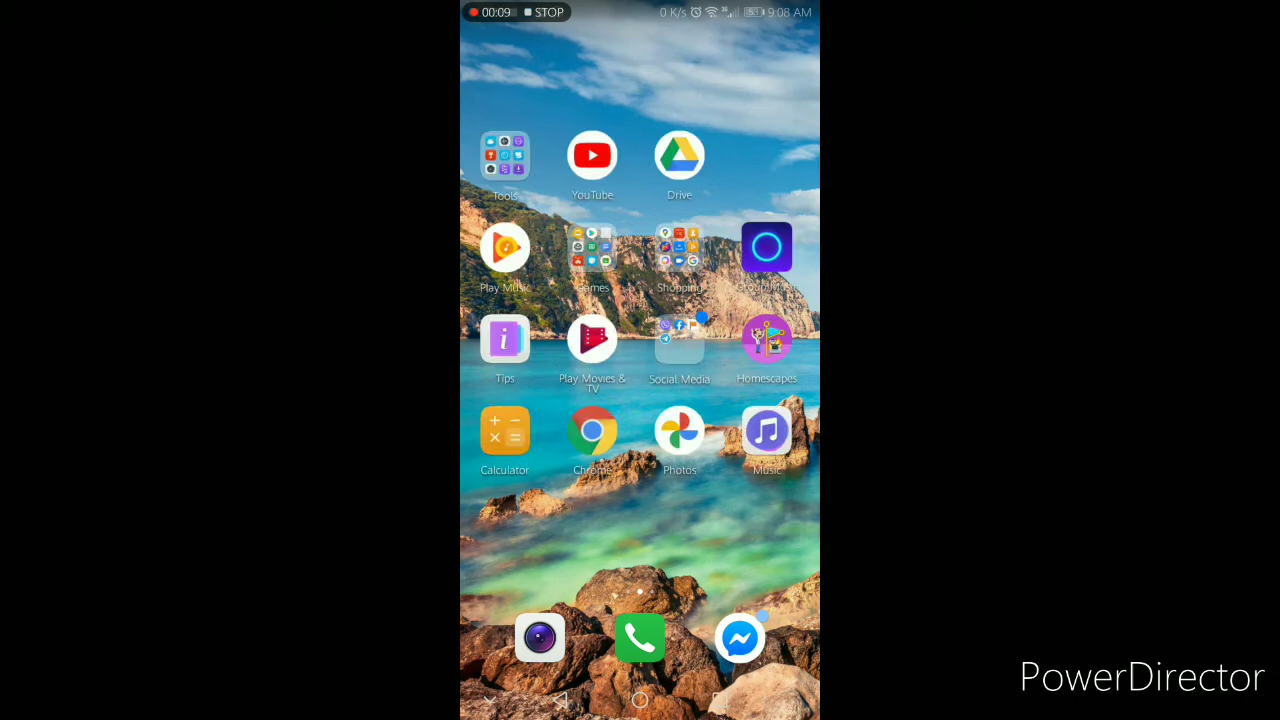 00:09 STOP
0 K/s 9:08 AM
Tools
YouTube
Drive
Play Music
Games
Shopping
Tips
Play Movies &
TV
Social Media
Homescapes
Calculator
Chrome
Photos
Music
PowerDirector